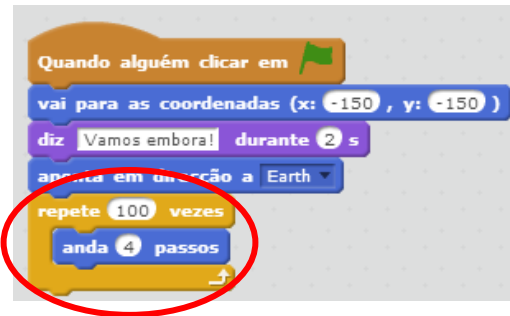 Quando alguém clicar em
vai para as coordenadas (x: -150 , y: -150 )
diz Vamos embora! durante 2 s
aponta em direcção a Earth
repete 100 vezes
anda 4 passos